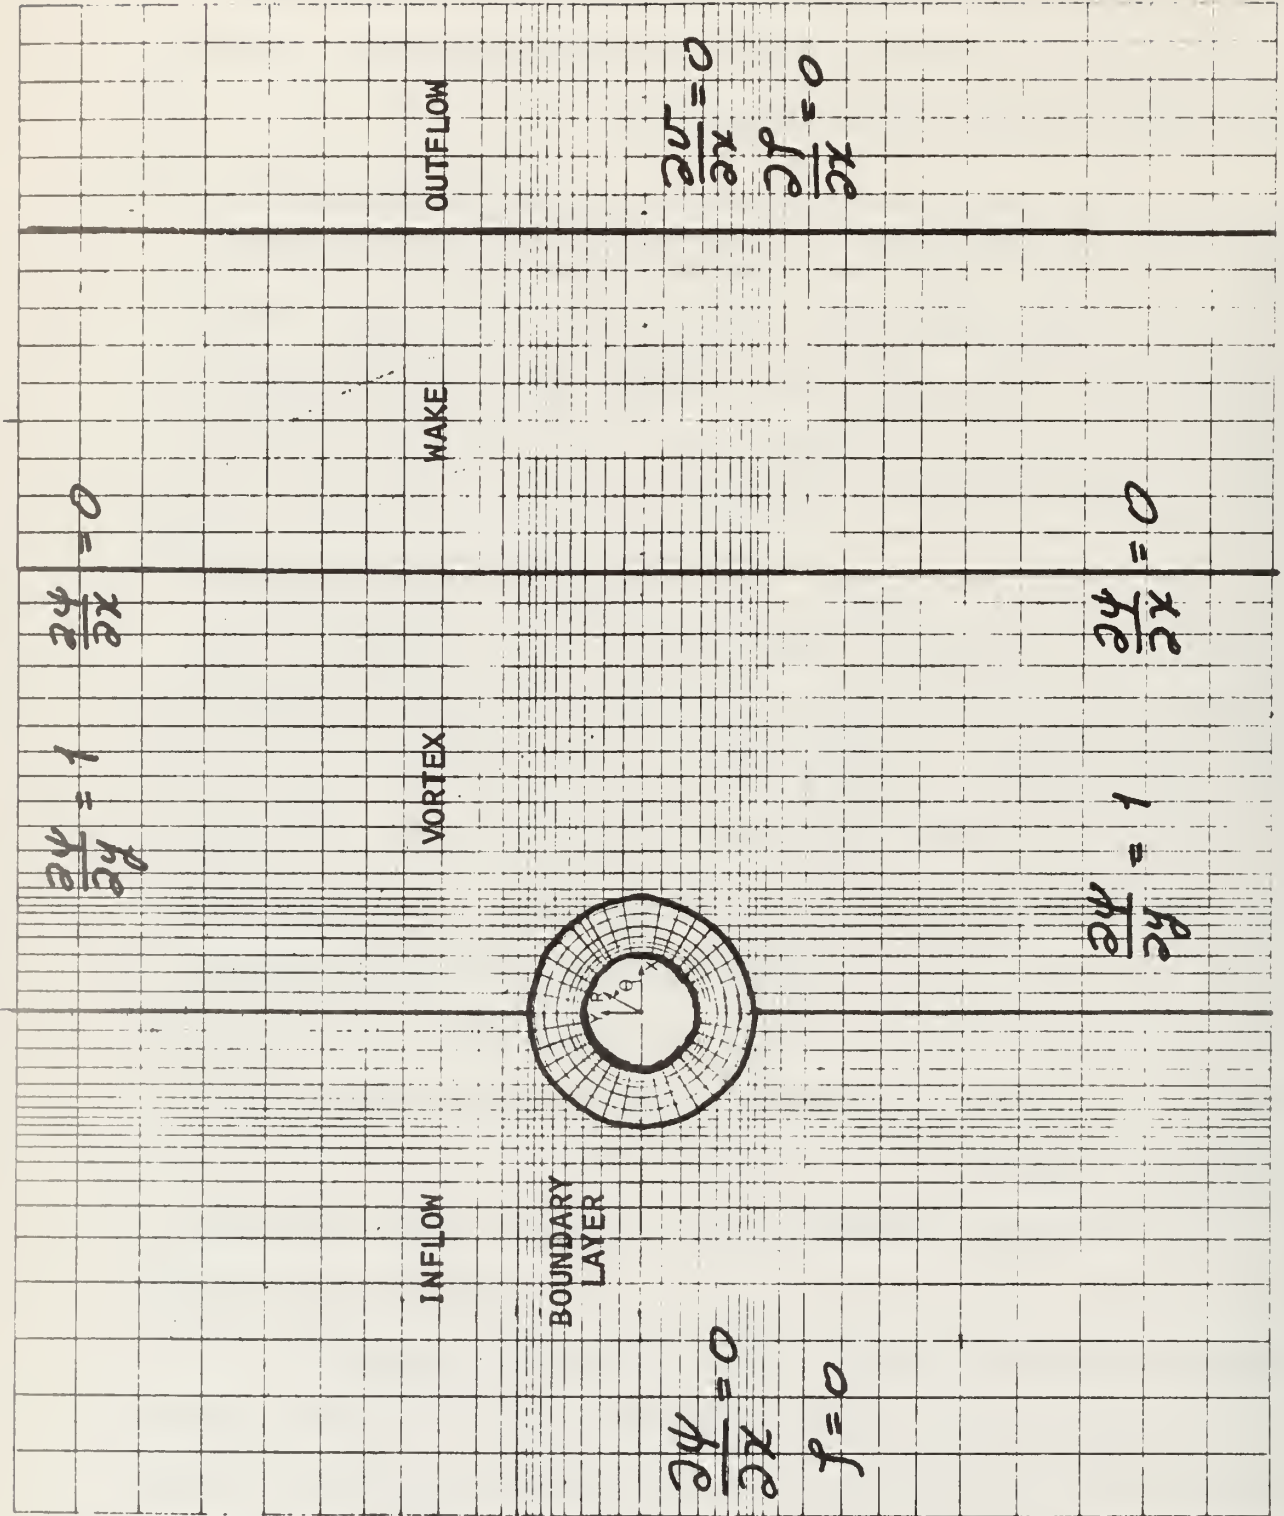 ∂ψ/∂y = 1
∂ψ/∂x = 0
INFLOW
VORTEX
WAKE
OUTFLOW
BOUNDARY
LAYER
Y
R
θ
X
∂ψ/∂x = 0
ζ = 0
∂v/∂x = 0
∂ζ/∂x = 0
∂ψ/∂y = 1
∂ψ/∂x = 0